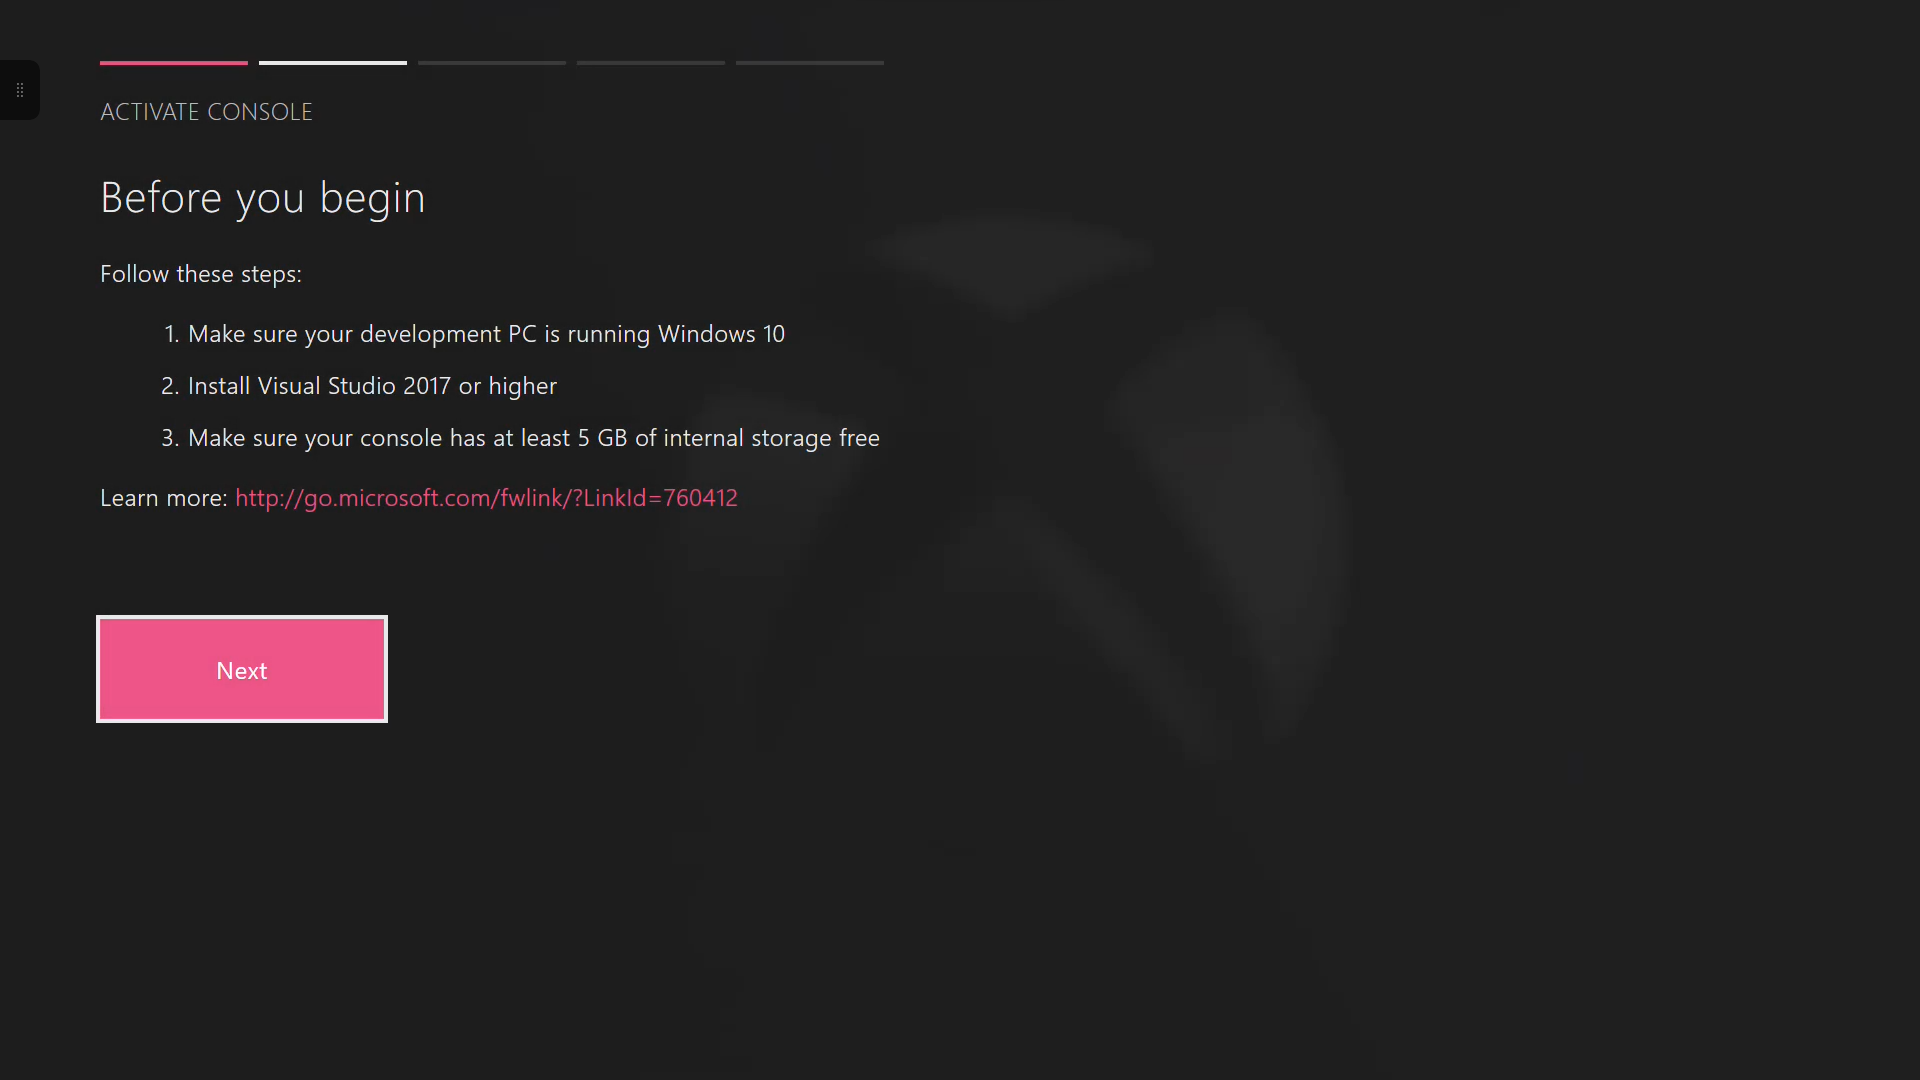 ACTIVATE CONSOLE
Before you begin
Follow these steps:
1. Make sure your development PC is running Windows 10
2. Install Visual Studio 2017 or higher
3. Make sure your console has at least 5 GB of internal storage free
Learn more: http://go.microsoft.com/fwlink/?LinkId=760412
Next